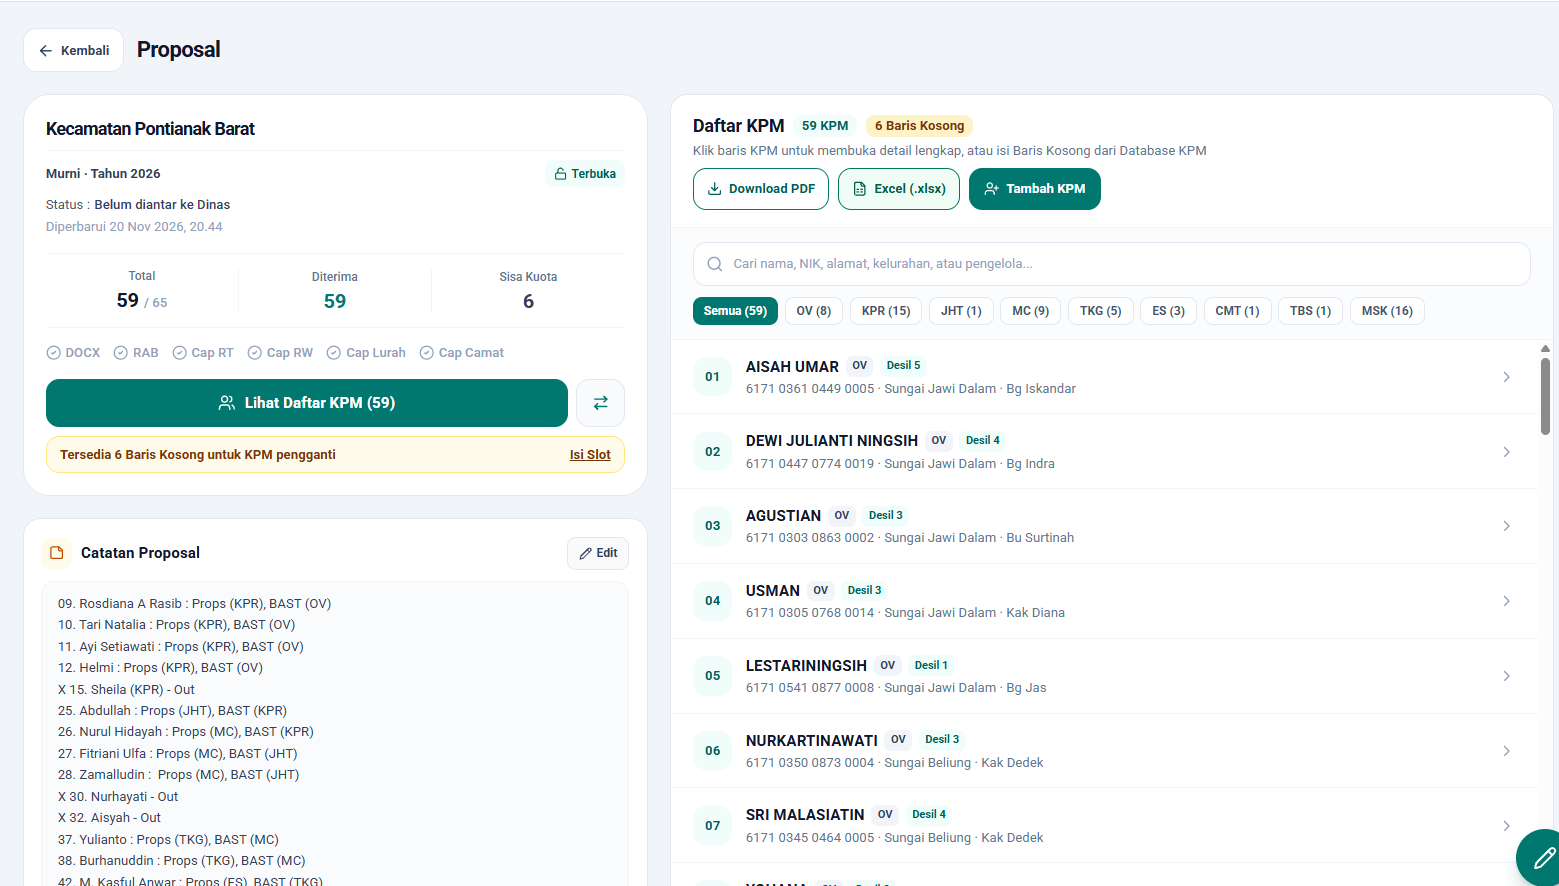 Kembali
Proposal
Kecamatan Pontianak Barat
Murni · Tahun 2026
Terbuka
Status : Belum diantar ke Dinas
Diperbarui 20 Nov 2026, 20.44
Total
Diterima
Sisa Kuota
59 / 65
59
6
DOCX
RAB
Cap RT
Cap RW
Cap Lurah
Cap Camat
Lihat Daftar KPM (59)
Tersedia 6 Baris Kosong untuk KPM pengganti
Isi Slot
Catatan Proposal
Edit
09. Rosdiana A Rasib : Props (KPR), BAST (OV)
10. Tari Natalia : Props (KPR), BAST (OV)
11. Ayi Setiawati : Props (KPR), BAST (OV)
12. Helmi : Props (KPR), BAST (OV)
X 15. Sheila (KPR) - Out
25. Abdullah : Props (JHT), BAST (KPR)
26. Nurul Hidayah : Props (MC), BAST (KPR)
27. Fitriani Ulfa : Props (MC), BAST (JHT)
28. Zamalludin :  Props (MC), BAST (JHT)
X 30. Nurhayati - Out
X 32. Aisyah - Out
37. Yulianto : Props (TKG), BAST (MC)
38. Burhanuddin : Props (TKG), BAST (MC)
42. M. Kasful Anwar : Props (ES), BAST (TKG)
Daftar KPM
59 KPM
6 Baris Kosong
Klik baris KPM untuk membuka detail lengkap, atau isi Baris Kosong dari Database KPM
Download PDF
Excel (.xlsx)
Tambah KPM
Cari nama, NIK, alamat, kelurahan, atau pengelola...
Semua (59)
OV (8)
KPR (15)
JHT (1)
MC (9)
TKG (5)
ES (3)
CMT (1)
TBS (1)
MSK (16)
01
AISAH UMAR OV Desil 5
6171 0361 0449 0005 · Sungai Jawi Dalam · Bg Iskandar
02
DEWI JULIANTI NINGSIH OV Desil 4
6171 0447 0774 0019 · Sungai Jawi Dalam · Bg Indra
03
AGUSTIAN OV Desil 3
6171 0303 0863 0002 · Sungai Jawi Dalam · Bu Surtinah
04
USMAN OV Desil 3
6171 0305 0768 0014 · Sungai Jawi Dalam · Kak Diana
05
LESTARININGSIH OV Desil 1
6171 0541 0877 0008 · Sungai Jawi Dalam · Bg Jas
06
NURKARTINAWATI OV Desil 3
6171 0350 0873 0004 · Sungai Beliung · Kak Dedek
07
SRI MALASIATIN OV Desil 4
6171 0345 0464 0005 · Sungai Beliung · Kak Dedek